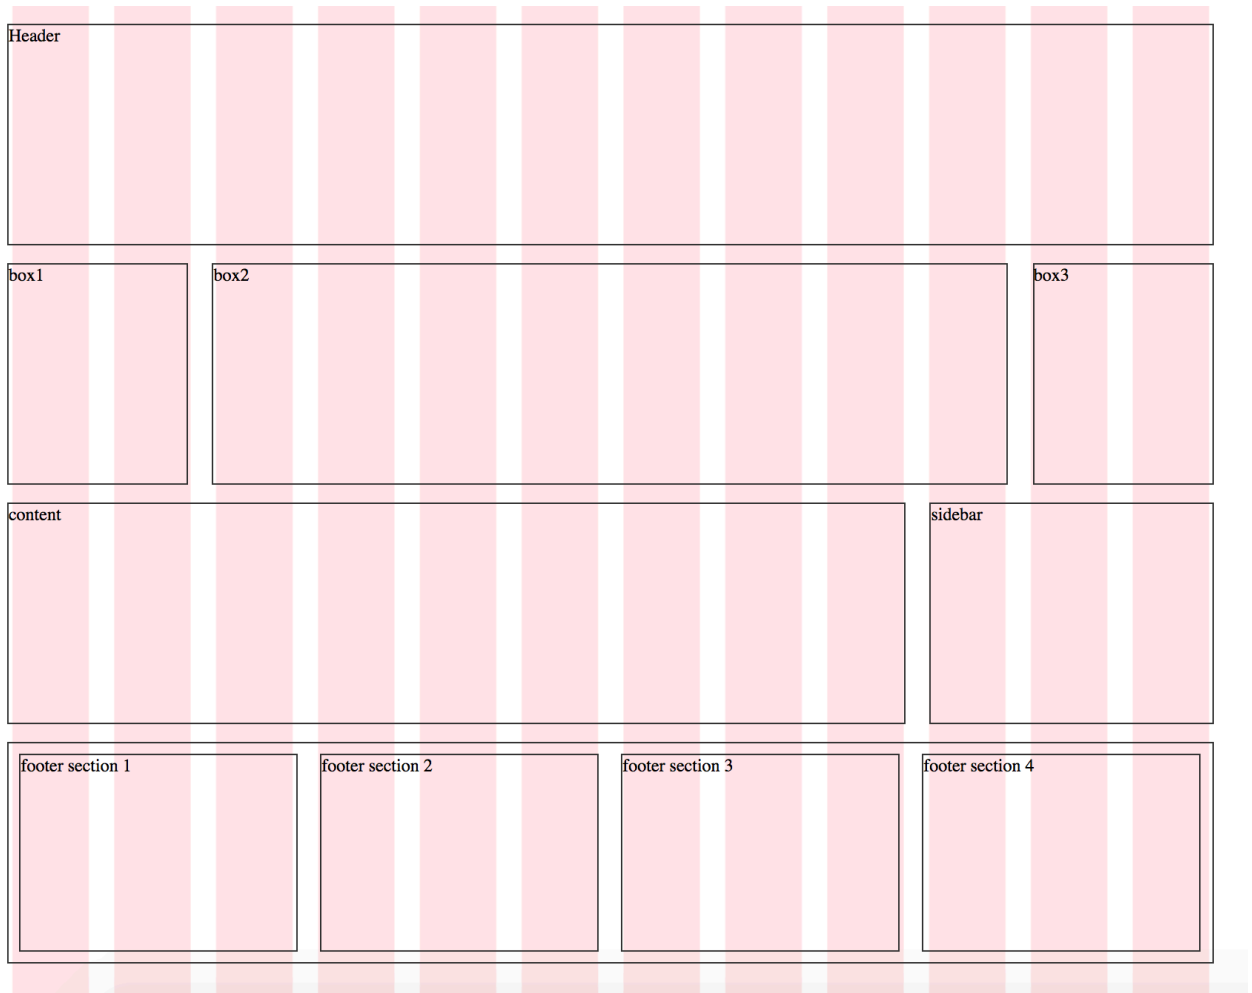 Header
box1
box2
box3
content
sidebar
footer section 1
footer section 2
footer section 3
footer section 4